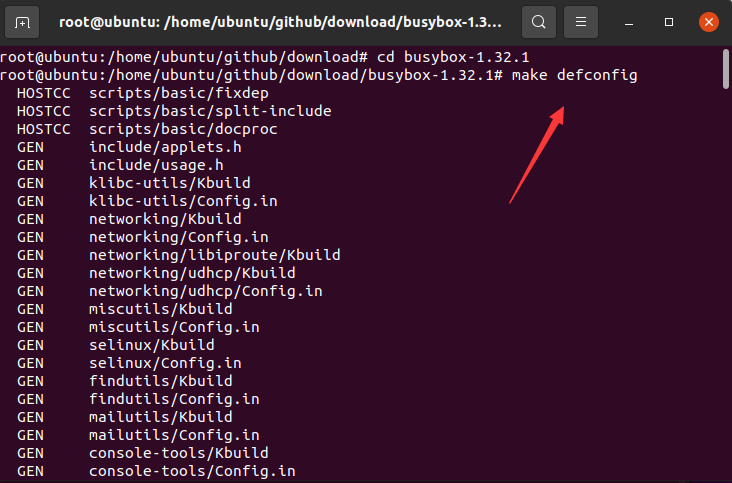 root@ubuntu: /home/ubuntu/github/download/busybox-1.3...
root@ubuntu:/home/ubuntu/github/download# cd busybox-1.32.1
root@ubuntu:/home/ubuntu/github/download/busybox-1.32.1# make defconfig
  HOSTCC  scripts/basic/fixdep
  HOSTCC  scripts/basic/split-include
  HOSTCC  scripts/basic/docproc
  GEN     include/applets.h
  GEN     include/usage.h
  GEN     klibc-utils/Kbuild
  GEN     klibc-utils/Config.in
  GEN     networking/Kbuild
  GEN     networking/Config.in
  GEN     networking/libiproute/Kbuild
  GEN     networking/udhcp/Kbuild
  GEN     networking/udhcp/Config.in
  GEN     miscutils/Kbuild
  GEN     miscutils/Config.in
  GEN     selinux/Kbuild
  GEN     selinux/Config.in
  GEN     findutils/Kbuild
  GEN     findutils/Config.in
  GEN     mailutils/Kbuild
  GEN     mailutils/Config.in
  GEN     console-tools/Kbuild
  GEN     console-tools/Config.in